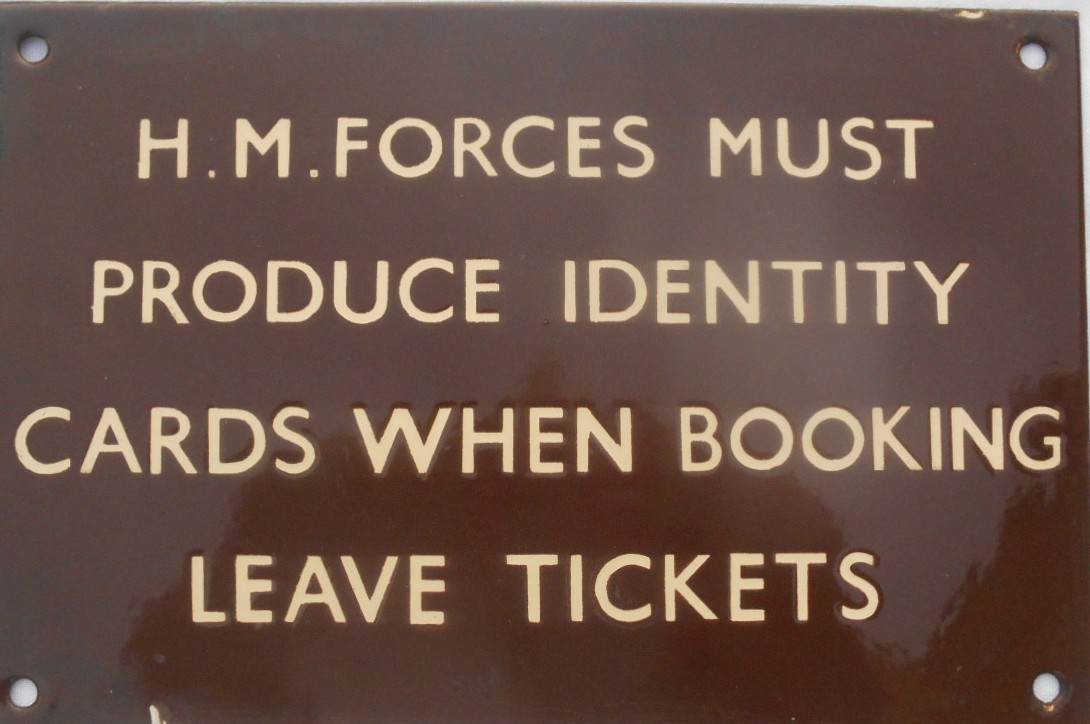 H.M.FORCES MUST
PRODUCE IDENTITY
CARDS WHEN BOOKING
LEAVE TICKETS